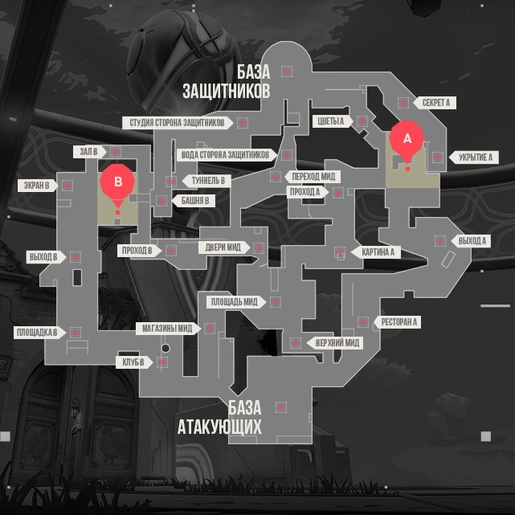 БАЗА
ЗАЩИТНИКОВ
СЕКРЕТ A
СТУДИЯ СТОРОНА ЗАЩИТНИКОВ
ЦВЕТЫ A
A
ЗАЛ B
ВОДА СТОРОНА ЗАЩИТНИКОВ
УКРЫТИЕ A
ЭКРАН B
B
ТУННЕЛЬ B
ПЕРЕХОД МИД
ПРОХОД A
БАШНЯ B
ВЫХОД B
ПРОХОД B
ДВЕРИ МИД
КАРТИНА A
ВЫХОД A
ПЛОЩАДЬ МИД
ПЛОЩАДКА B
МАГАЗИНЫ МИД
РЕСТОРАН A
ВЕРХНИЙ МИД
КЛУБ B
БАЗА
АТАКУЮЩИХ